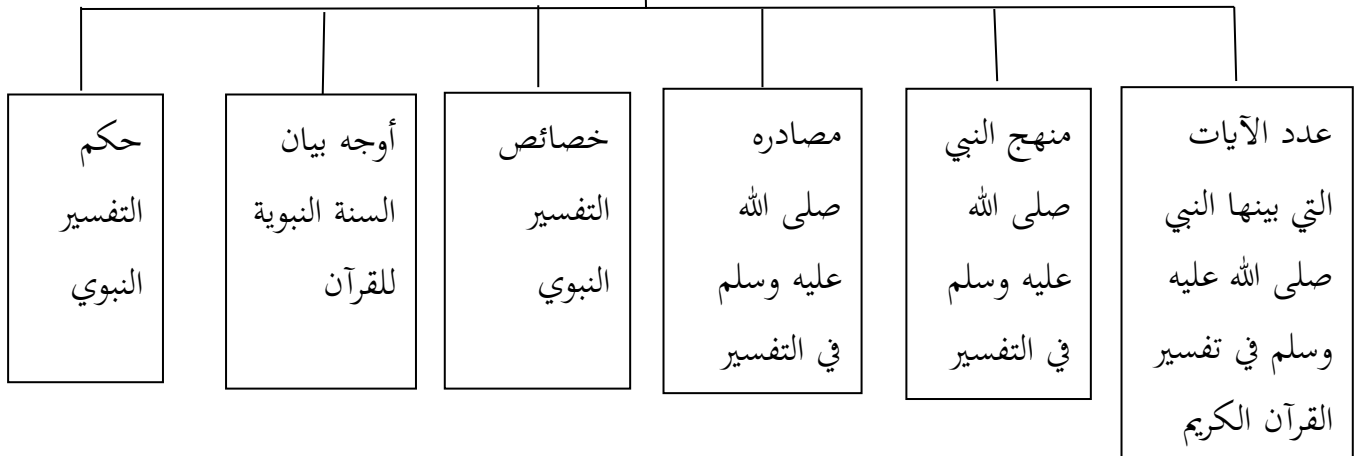 عدد الآيات
التي بينها النبي
صلى الله عليه
وسلم في تفسير
القرآن الكريم
منهج النبي
صلى الله
عليه وسلم
في التفسير
مصادره
صلى الله
عليه وسلم
في التفسير
خصائص
التفسير
النبوي
أوجه بيان
السنة النبوية
للقرآن
حكم
التفسير
النبوي